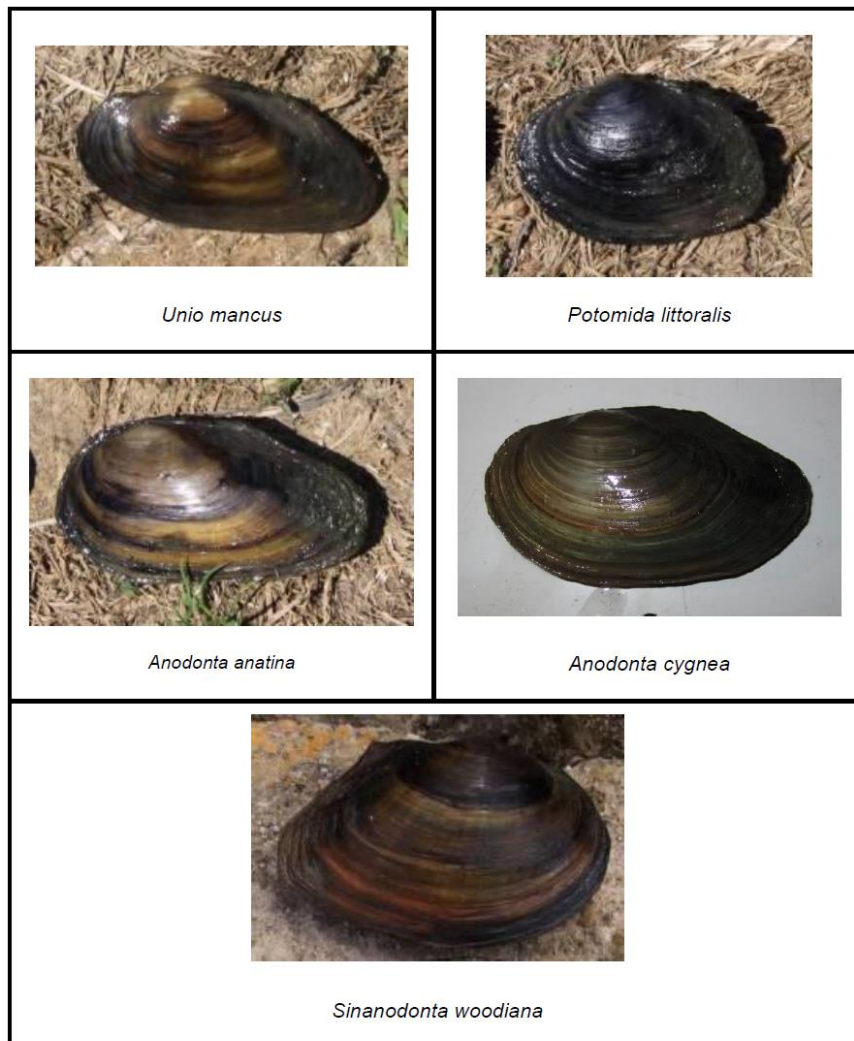 Unio mancus
Potomida littoralis
Anodonta anatina
Anodonta cygnea
Sinanodonta woodiana